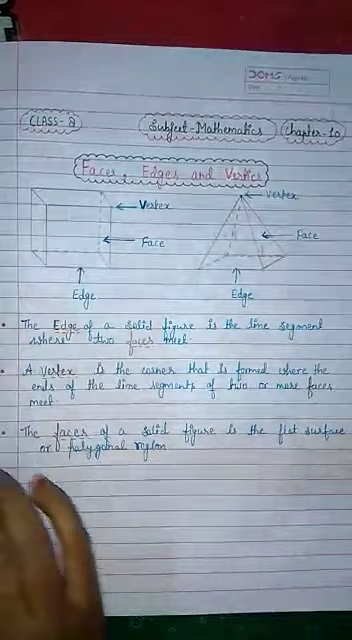 DOMS
CLASS-8
Subject-Mathematics
Chapter-10
Faces, Edges and Vertices
Vertex
Face
Edge
Vertex
Face
Edge
• The Edge of a solid figure is the line segment
where two faces meet.
• A Vertex is the corner that is formed where the
ends of the line segments of two or more faces
meet.
• The faces of a solid figure is the flat surface
or polygonal region